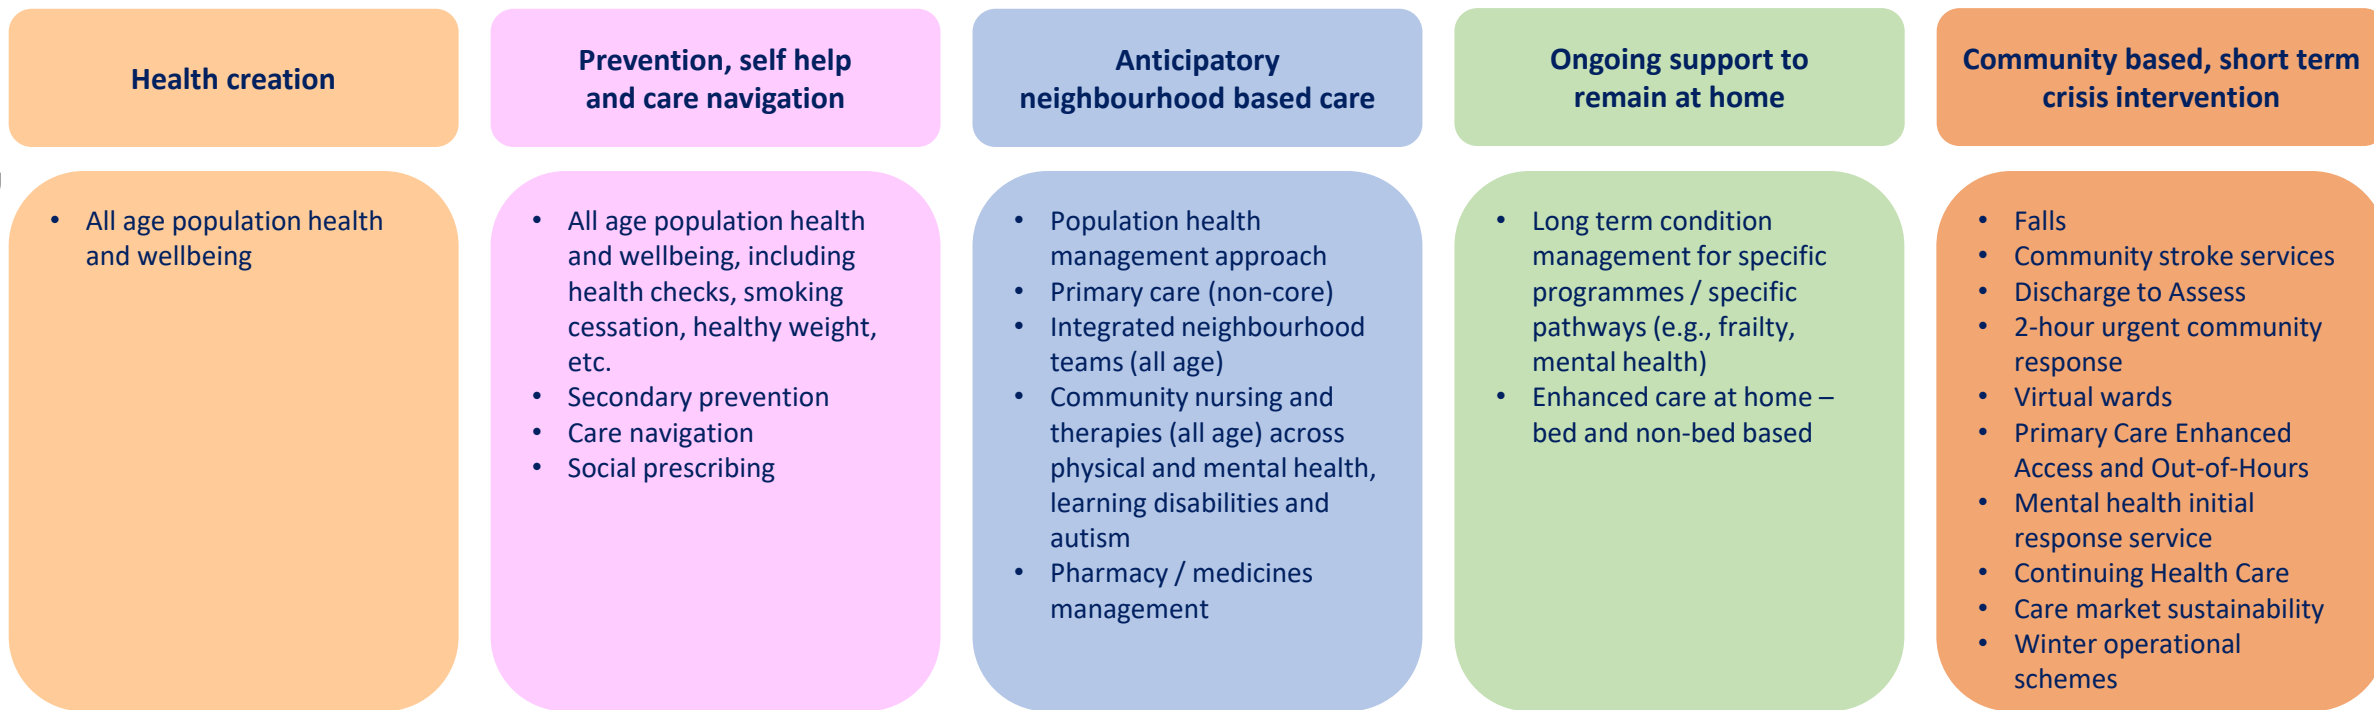 Health creation
• All age population health
and wellbeing
Prevention, self help
and care navigation
• All age population health
and wellbeing, including
health checks, smoking
cessation, healthy weight,
etc.
• Secondary prevention
• Care navigation
• Social prescribing
Anticipatory
neighbourhood based care
• Population health
management approach
• Primary care (non-core)
• Integrated neighbourhood
teams (all age)
• Community nursing and
therapies (all age) across
physical and mental health,
learning disabilities and
autism
• Pharmacy / medicines
management
Ongoing support to
remain at home
• Long term condition
management for specific
programmes / specific
pathways (e.g., frailty,
mental health)
• Enhanced care at home –
bed and non-bed based
Community based, short term
crisis intervention
• Falls
• Community stroke services
• Discharge to Assess
• 2-hour urgent community
response
• Virtual wards
• Primary Care Enhanced
Access and Out-of-Hours
• Mental health initial
response service
• Continuing Health Care
• Care market sustainability
• Winter operational
schemes